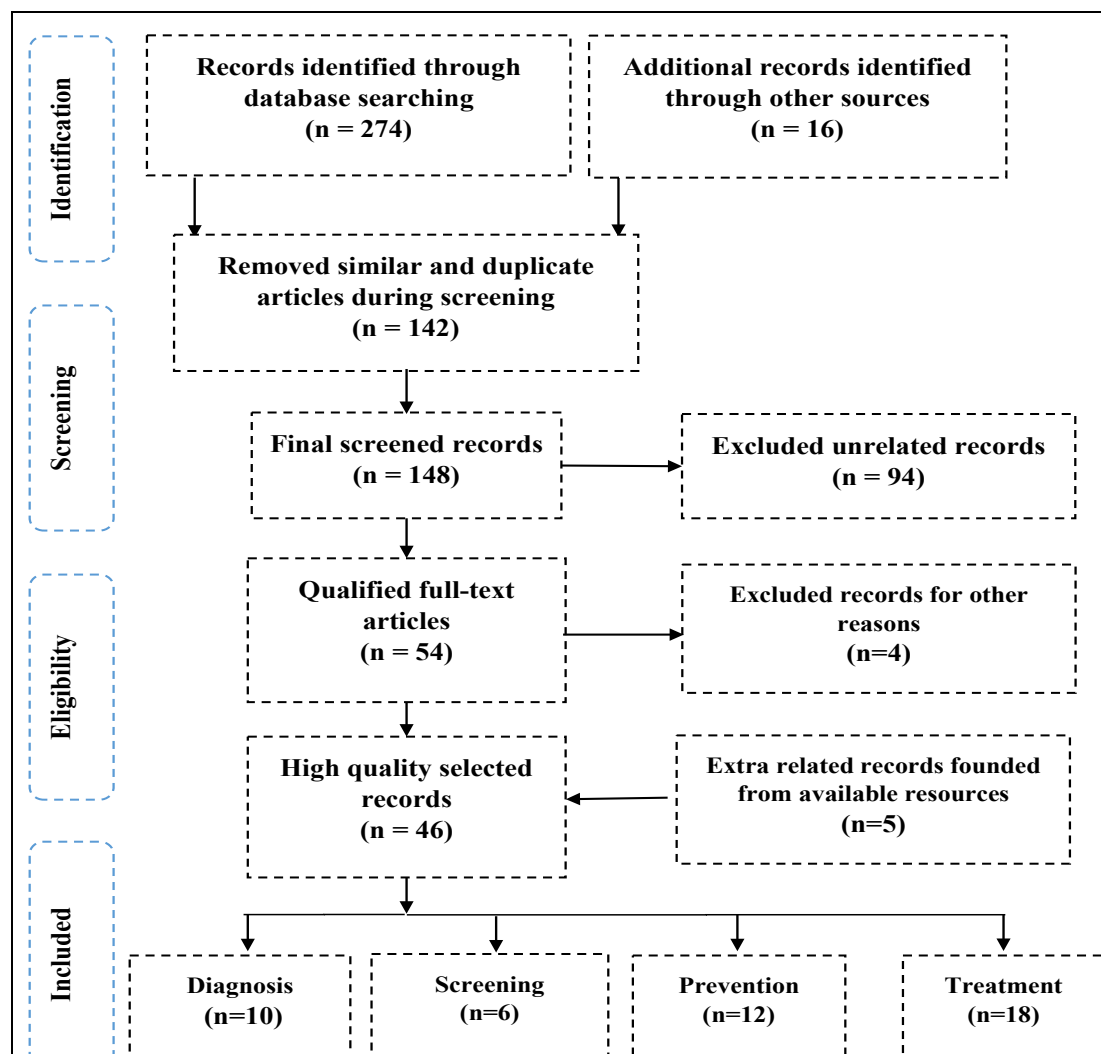 Identification
Records identified through
database searching
(n = 274)
Additional records identified
through other sources
(n = 16)
Removed similar and duplicate
articles during screening
(n = 142)
Screening
Final screened records
(n = 148)
Excluded unrelated records
(n = 94)
Eligibility
Qualified full-text
articles
(n = 54)
Excluded records for other
reasons
(n=4)
High quality selected
records
(n = 46)
Extra related records founded
from available resources
(n=5)
Included
Diagnosis
(n=10)
Screening
(n=6)
Prevention
(n=12)
Treatment
(n=18)